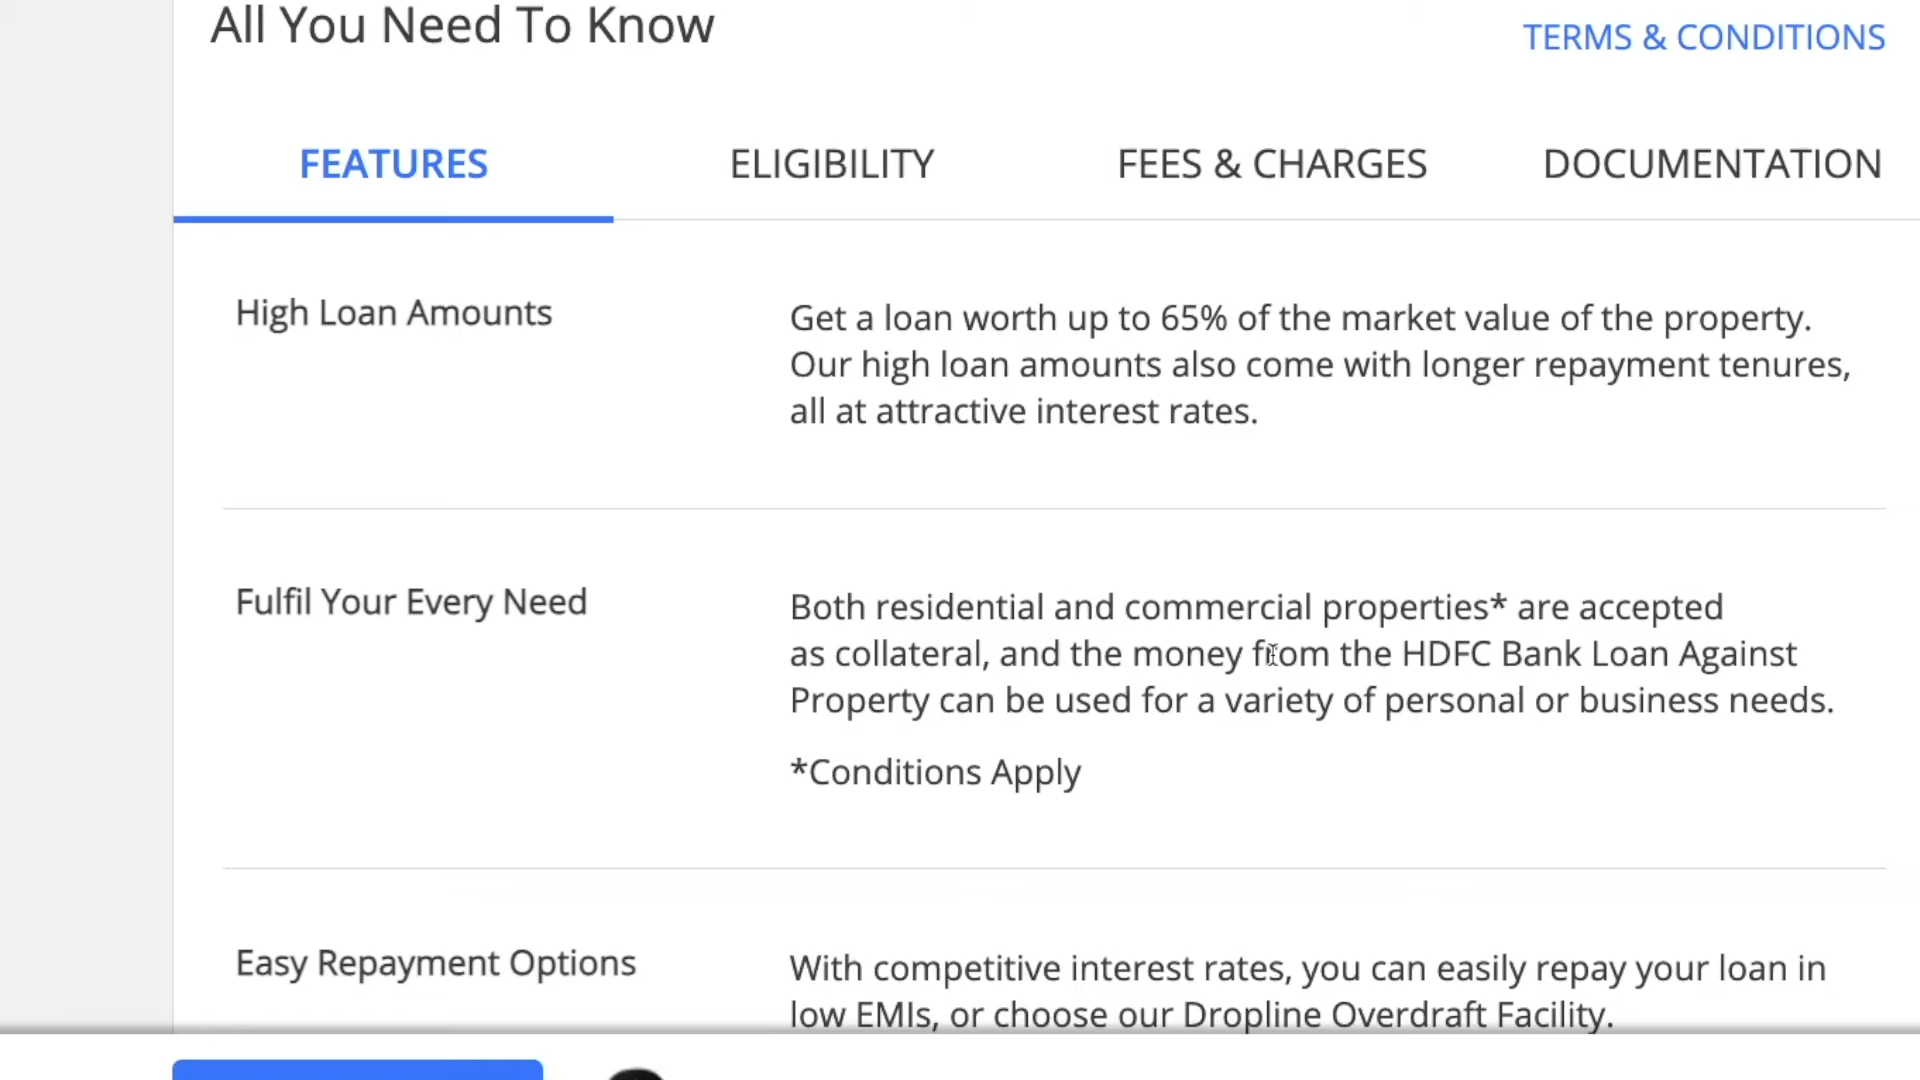 All You Need To Know
TERMS & CONDITIONS
FEATURES
ELIGIBILITY
FEES & CHARGES
DOCUMENTATION
High Loan Amounts
Get a loan worth up to 65% of the market value of the property.
Our high loan amounts also come with longer repayment tenures,
all at attractive interest rates.
Fulfil Your Every Need
Both residential and commercial properties* are accepted
as collateral, and the money from the HDFC Bank Loan Against
Property can be used for a variety of personal or business needs.
*Conditions Apply
Easy Repayment Options
With competitive interest rates, you can easily repay your loan in
low EMIs, or choose our Dropline Overdraft Facility.